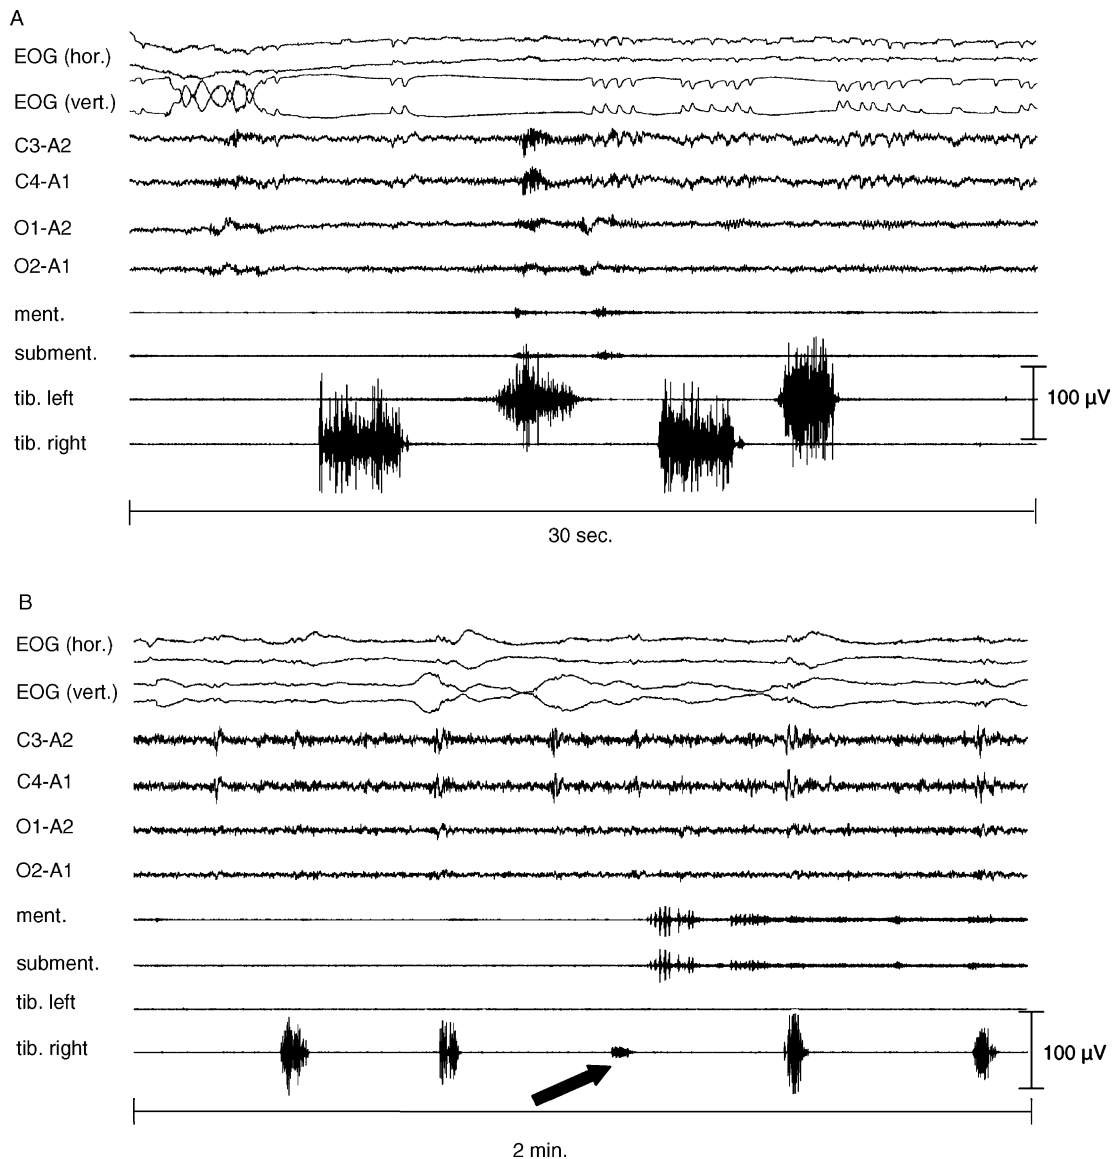 A
EOG (hor.)
EOG (vert.)
C3-A2
C4-A1
O1-A2
O2-A1
ment.
subment.
tib. left
100 µV
tib. right
30 sec.
B
EOG (hor.)
EOG (vert.)
C3-A2
C4-A1
O1-A2
O2-A1
ment.
subment.
tib. left
tib. right
100 µV
2 min.